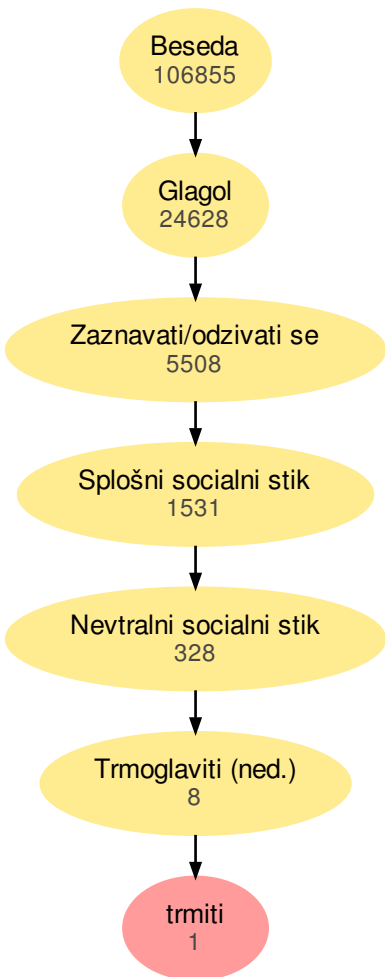 Beseda
106855
Glagol
24628
Zaznavati/odzivati se
5508
Splošni socialni stik
1531
Nevtralni socialni stik
328
Trmoglaviti (ned.)
8
trmiti
1